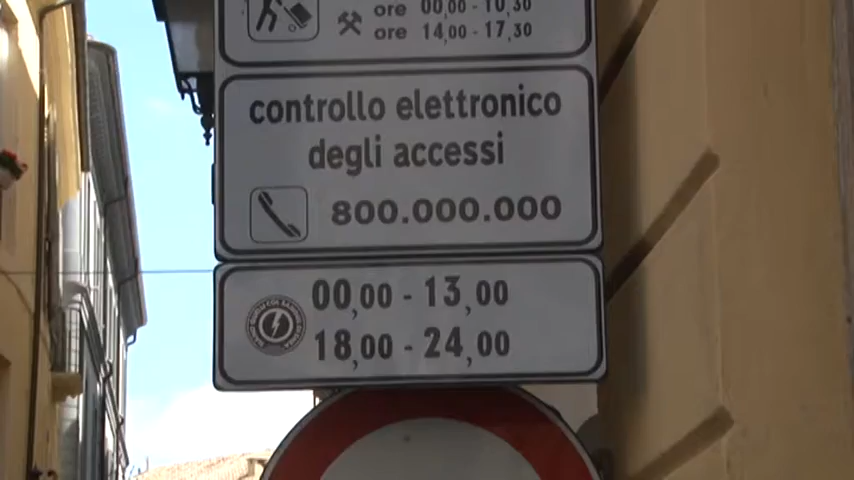 ore 00,00 - 10,30
ore 14,00 - 17,30
controllo elettronico
degli accessi
800.000.000
00,00 - 13,00
18,00 - 24,00